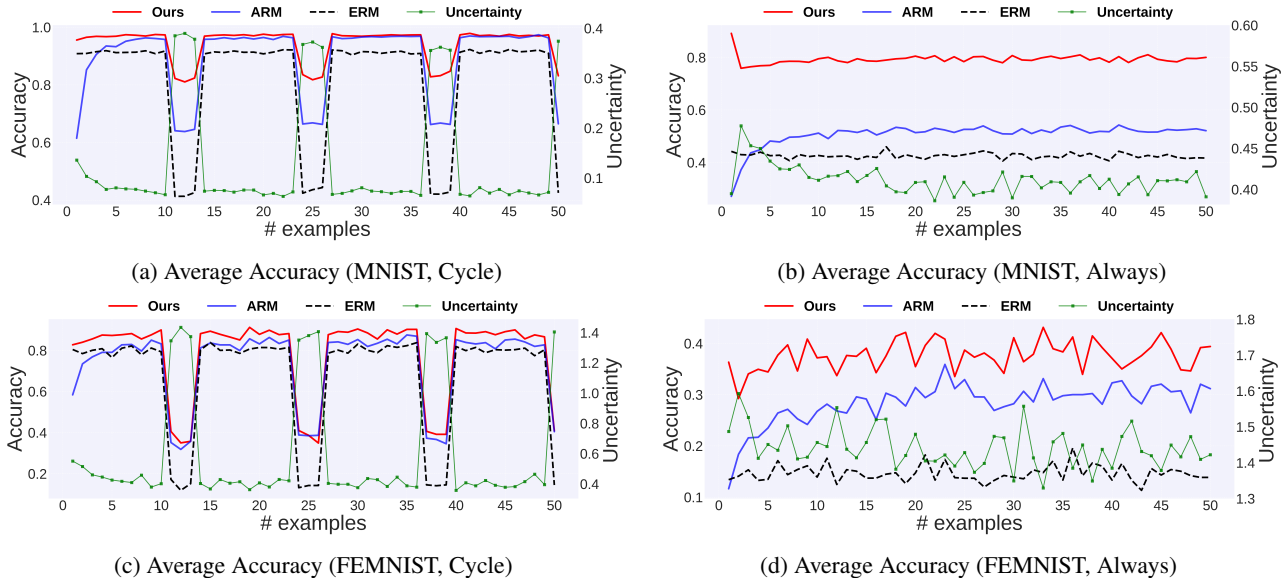 Ours ARM ERM Uncertainty
Ours ARM ERM Uncertainty
1.0 0.8 0.6 0.4
Accuracy
0.4 0.3 0.2 0.1
Uncertainty
0 5 10 15 20 25 30 35 40 45 50
# examples
0.8 0.6 0.4
Accuracy
0.60 0.55 0.50 0.45 0.40
Uncertainty
0 5 10 15 20 25 30 35 40 45 50
# examples
(a) Average Accuracy (MNIST, Cycle)
(b) Average Accuracy (MNIST, Always)
Ours ARM ERM Uncertainty
Ours ARM ERM Uncertainty
0.8 0.6 0.4 0.2
Accuracy
1.4 1.2 1.0 0.8 0.6 0.4
Uncertainty
0 5 10 15 20 25 30 35 40 45 50
# examples
0.4 0.3 0.2 0.1
Accuracy
1.8 1.7 1.6 1.5 1.4 1.3
Uncertainty
0 5 10 15 20 25 30 35 40 45 50
# examples
(c) Average Accuracy (FEMNIST, Cycle)
(d) Average Accuracy (FEMNIST, Always)